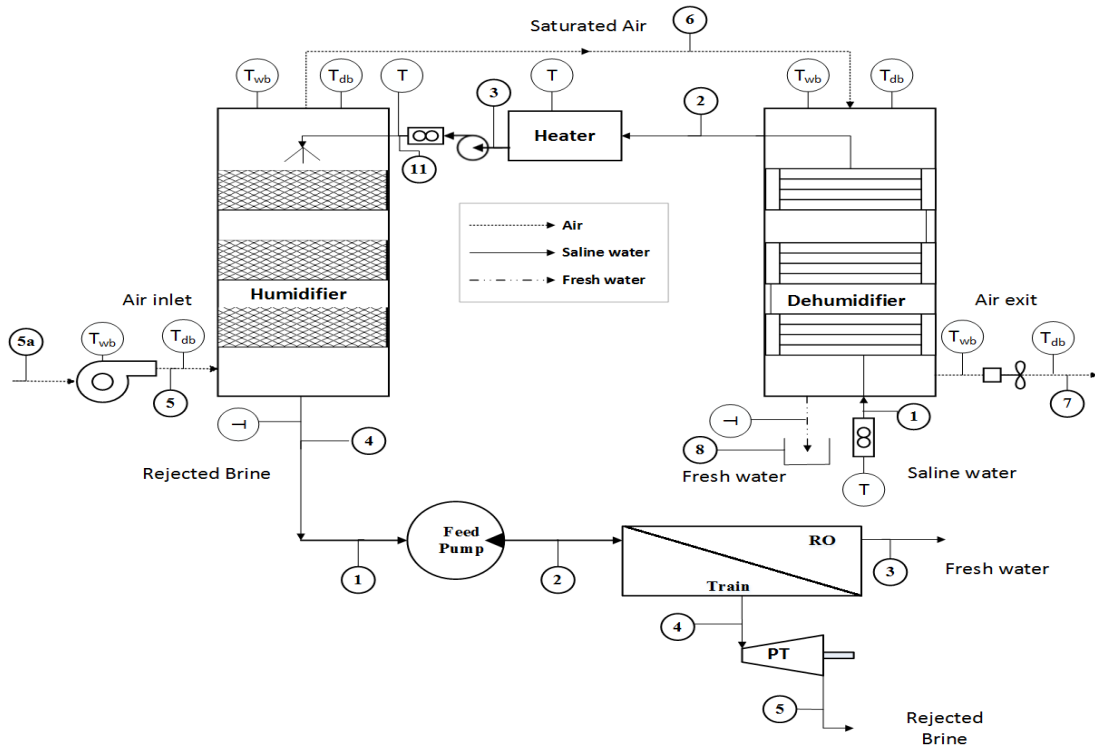 6
Saturated Air
Twb
Tdb
T
T
3
2
Twb
Tdb
Heater
11
Air
Saline water
Fresh water
Air inlet
Humidifier
Dehumidifier
Air exit
5a
Twb
Tdb
Twb
Tdb
5
7
T
4
T
1
8
Rejected Brine
Fresh water
T
Saline water
Feed
Pump
RO
Train
1
2
3
Fresh water
4
PT
5
Rejected
Brine